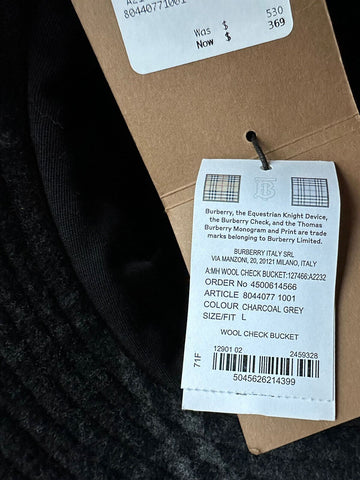 80440771001
Was $ 530
Now $ 369
Burberry, the Equestrian Knight Device,
the Burberry Check, and the Thomas
Burberry Monogram and Print are trade
marks belonging to Burberry Limited.
BURBERRY ITALY SRL
VIA MANZONI, 20, 20121 MILANO, ITALY
A:MH WOOL CHECK BUCKET:127466:A2232
ORDER No 4500614566
ARTICLE 8044077 1001
COLOUR CHARCOAL GREY
SIZE/FIT L
WOOL CHECK BUCKET
71F
12901 02 2459328
5045626214399